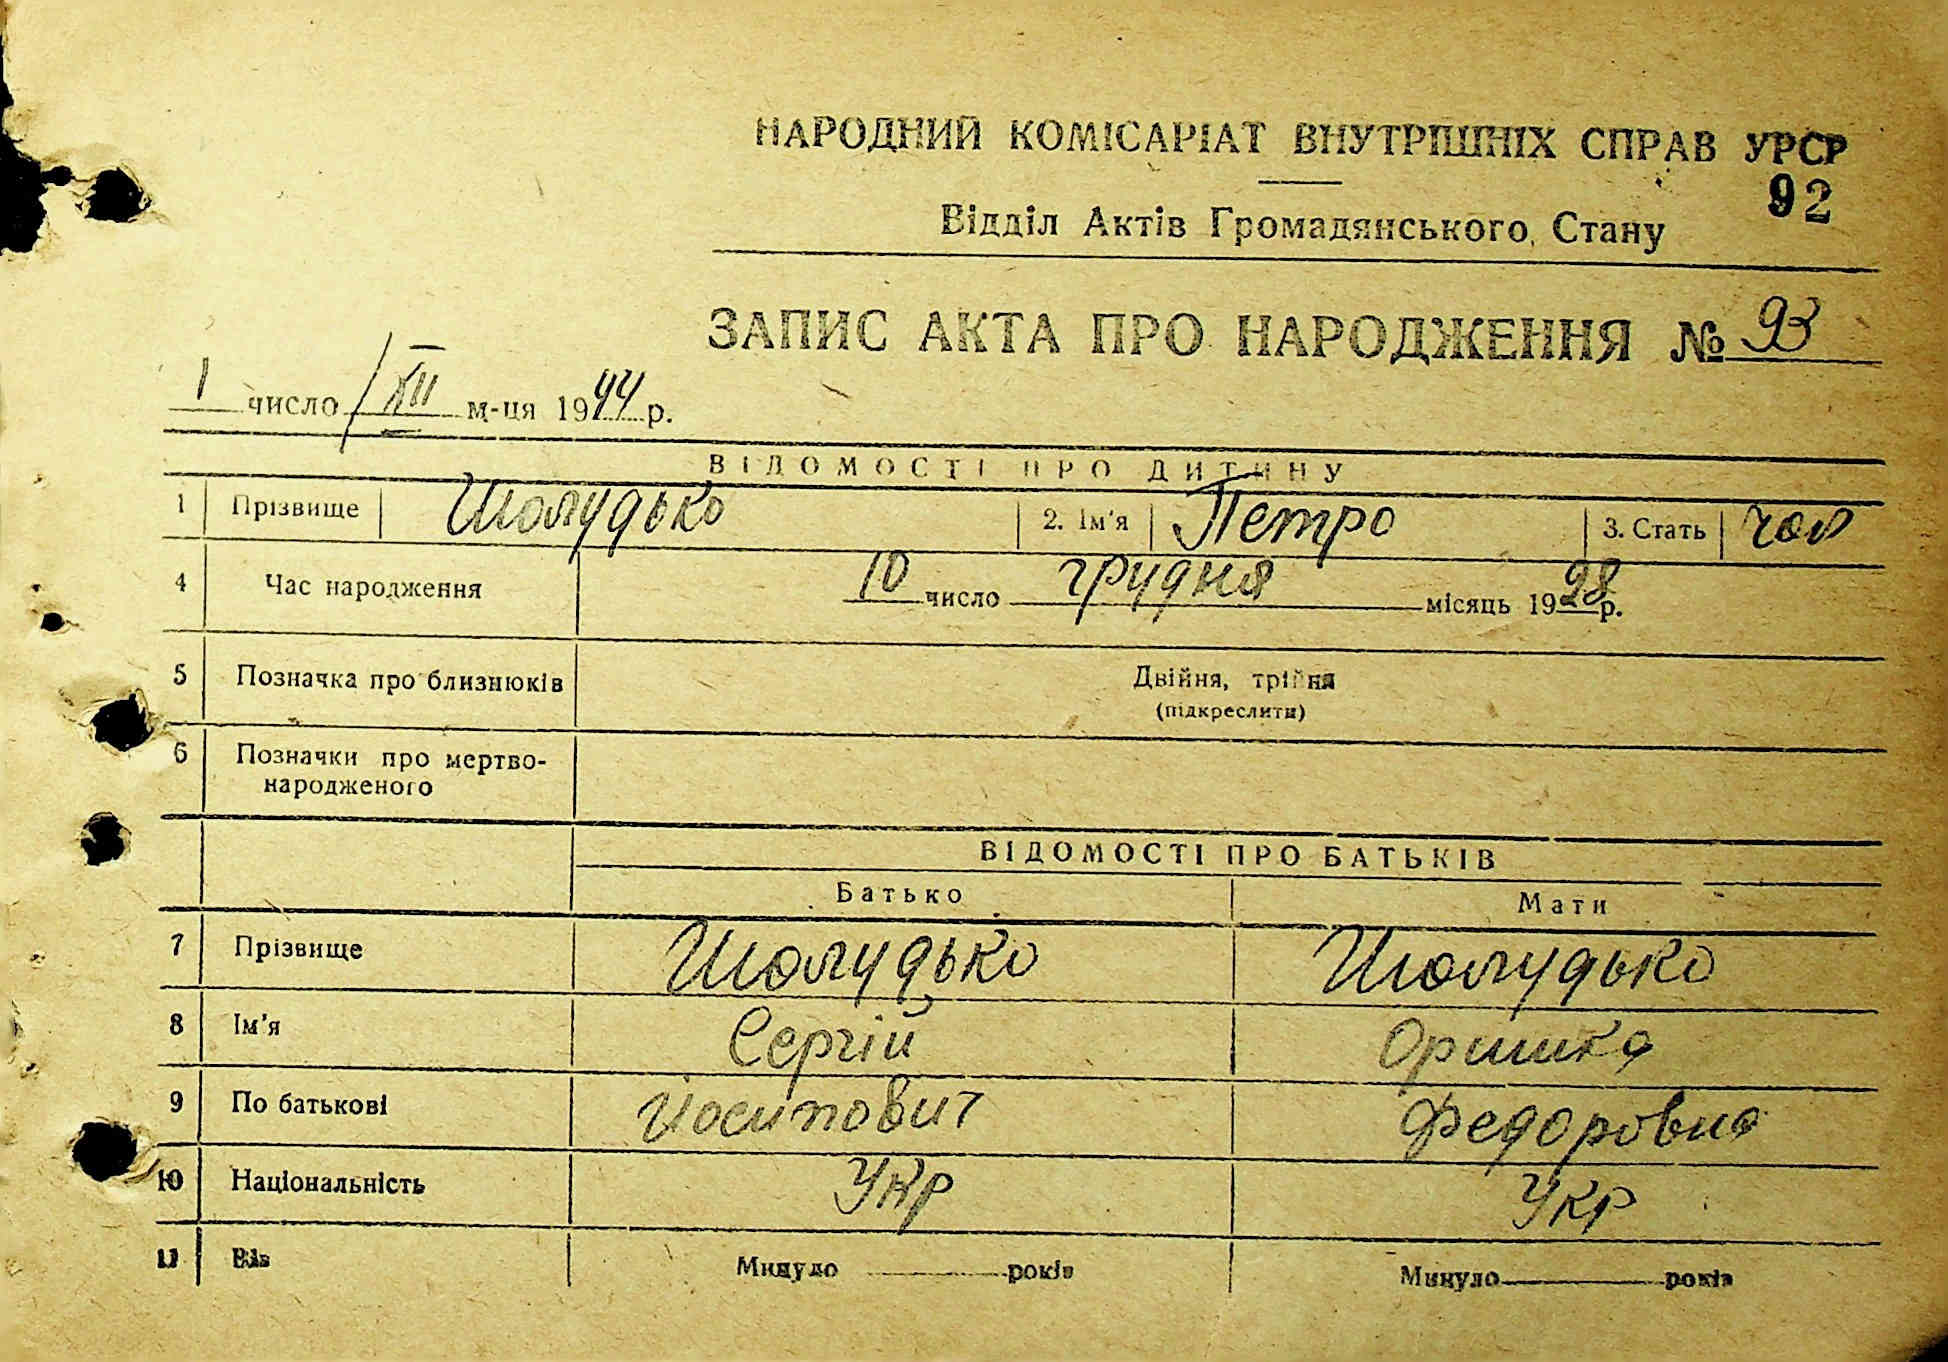 НАРОДНИЙ КОМІСАРІАТ ВНУТРІШНІХ СПРАВ УРСР
92
Відділ Актів Громадянського Стану
ЗАПИС АКТА ПРО НАРОДЖЕННЯ № 93
1 число XII м-ця 1944 р.
ВІДОМОСТІ ПРО ДИТИНУ
1 Прізвище Шолудько 2. Ім'я Петро 3. Стать чол
4 Час народження 10 число грудня місяць 1928 р.
5 Позначка про близнюків Двійня, трійня
(підкреслити)
6 Позначки про мертво-
народженого
ВІДОМОСТІ ПРО БАТЬКІВ
Батько Мати
7 Прізвище Шолудько Шолудько
8 Ім'я Сергій Оришка
9 По батькові Йосипович Федоровна
10 Національність Укр Укр
11 Вік Минуло років Минуло років